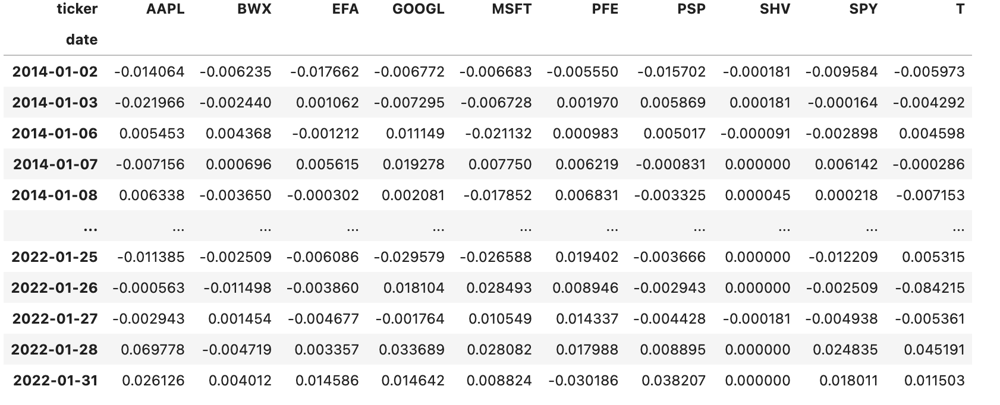 ticker AAPL BWX EFA GOOGL MSFT PFE PSP SHV SPY T
date
2014-01-02 -0.014064 -0.006235 -0.017662 -0.006772 -0.006683 -0.005550 -0.015702 -0.000181 -0.009584 -0.005973
2014-01-03 -0.021966 -0.002440 0.001062 -0.007295 -0.006728 0.001970 0.005869 0.000181 -0.000164 -0.004292
2014-01-06 0.005453 0.004368 -0.001212 0.011149 -0.021132 0.000983 0.005017 -0.000091 -0.002898 0.004598
2014-01-07 -0.007156 0.000696 0.005615 0.019278 0.007750 0.006219 -0.000831 0.000000 0.006142 -0.000286
2014-01-08 0.006338 -0.003650 -0.000302 0.002081 -0.017852 0.006831 -0.003325 0.000045 0.000218 -0.007153
... ... ... ... ... ... ... ... ... ... ...
2022-01-25 -0.011385 -0.002509 -0.006086 -0.029579 -0.026588 0.019402 -0.003666 0.000000 -0.012209 0.005315
2022-01-26 -0.000563 -0.011498 -0.003860 0.018104 0.028493 0.008946 -0.002943 0.000000 -0.002509 -0.084215
2022-01-27 -0.002943 0.001454 -0.004677 -0.001764 0.010549 0.014337 -0.004428 -0.000181 -0.004938 -0.005361
2022-01-28 0.069778 -0.004719 0.003357 0.033689 0.028082 0.017988 0.008895 0.000000 0.024835 0.045191
2022-01-31 0.026126 0.004012 0.014586 0.014642 0.008824 -0.030186 0.038207 0.000000 0.018011 0.011503